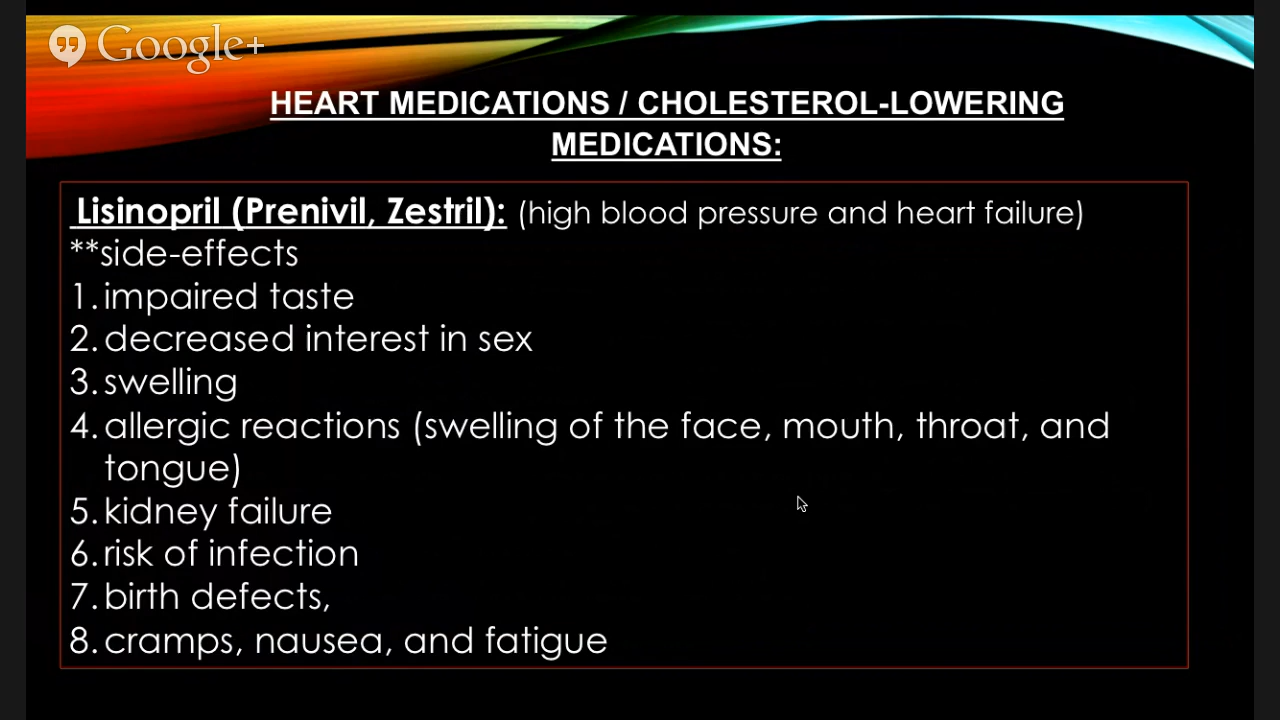 Google+
HEART MEDICATIONS / CHOLESTEROL-LOWERING
MEDICATIONS:
Lisinopril (Prenivil, Zestril): (high blood pressure and heart failure)
**side-effects
1. impaired taste
2. decreased interest in sex
3. swelling
4. allergic reactions (swelling of the face, mouth, throat, and
tongue)
5. kidney failure
6. risk of infection
7. birth defects,
8. cramps, nausea, and fatigue